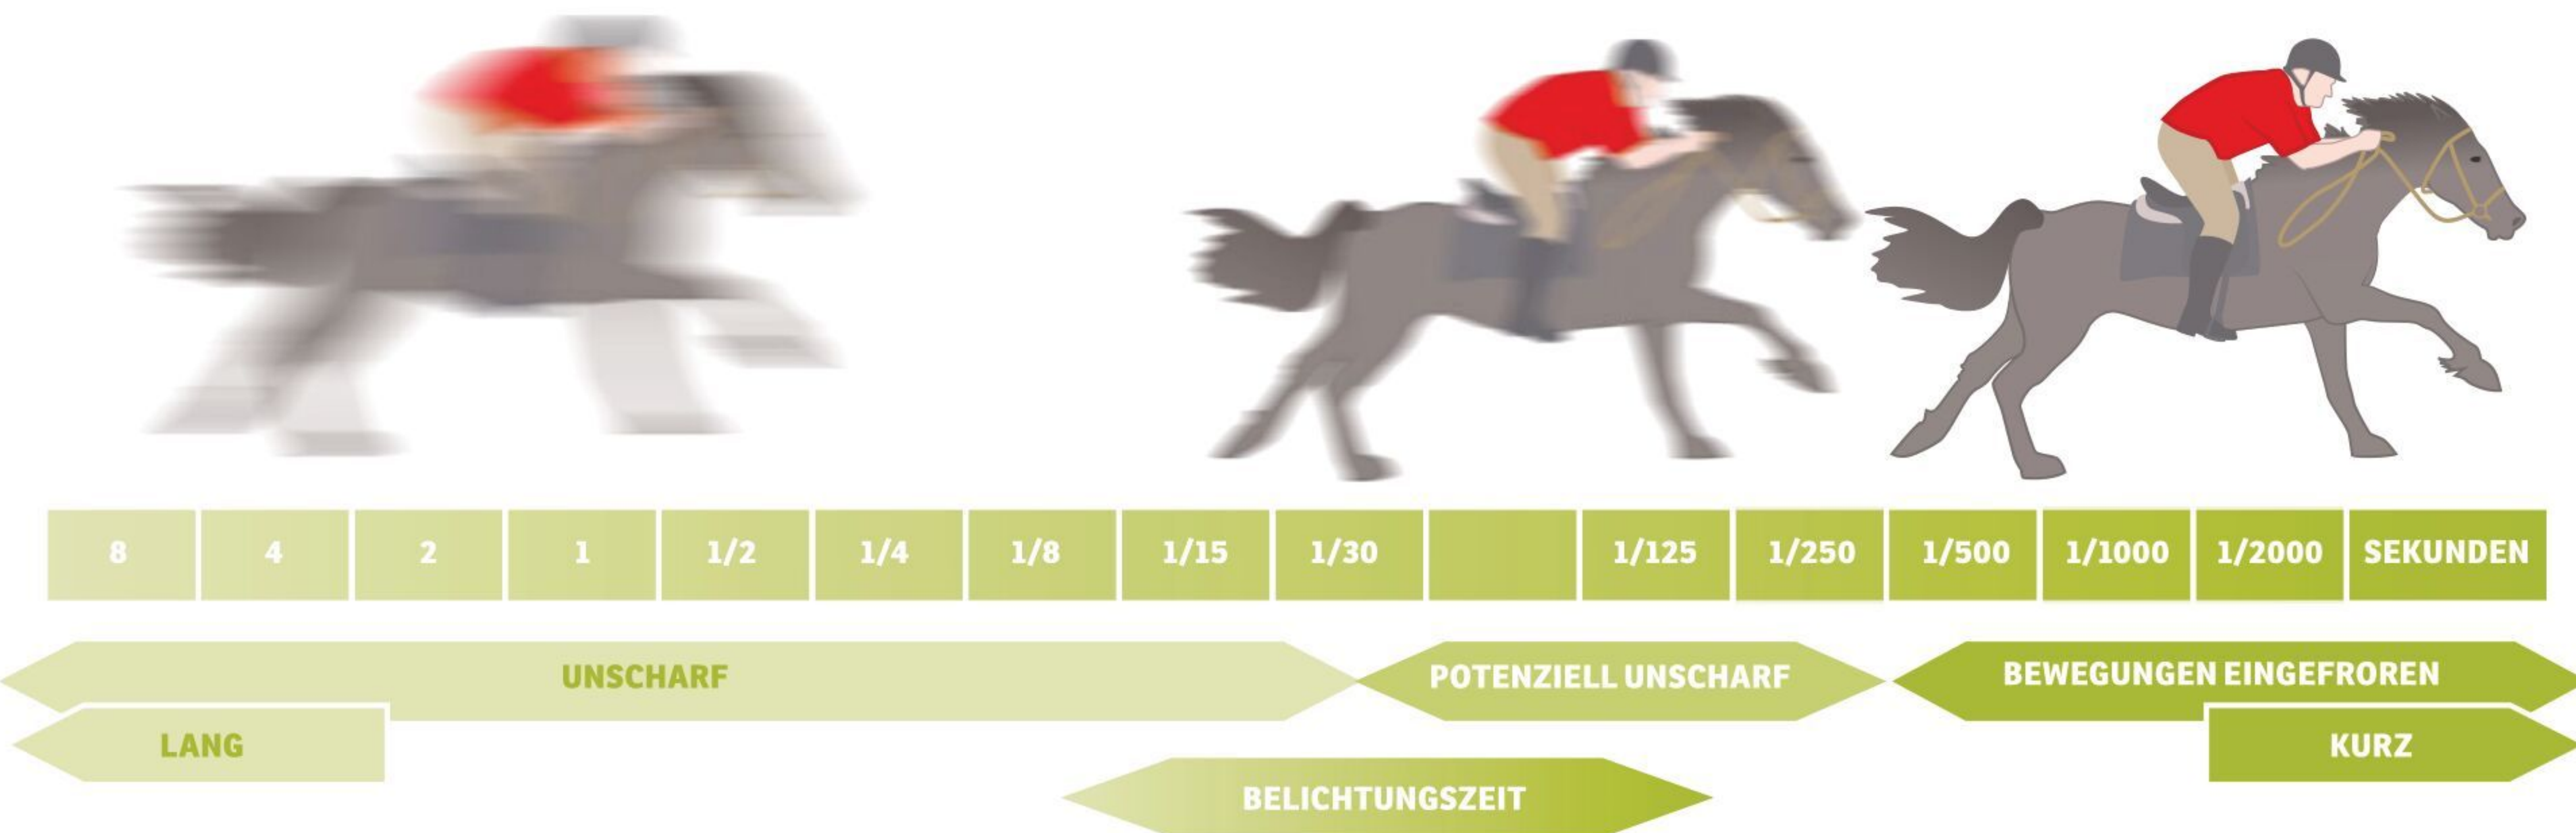 8 4 2 1 1/2 1/4 1/8 1/15 1/30 1/125 1/250 1/500 1/1000 1/2000 SEKUNDEN
UNSCHARF POTENZIELL UNSCHARF BEWEGUNGEN EINGEFROREN
LANG KURZ
BELICHTUNGSZEIT